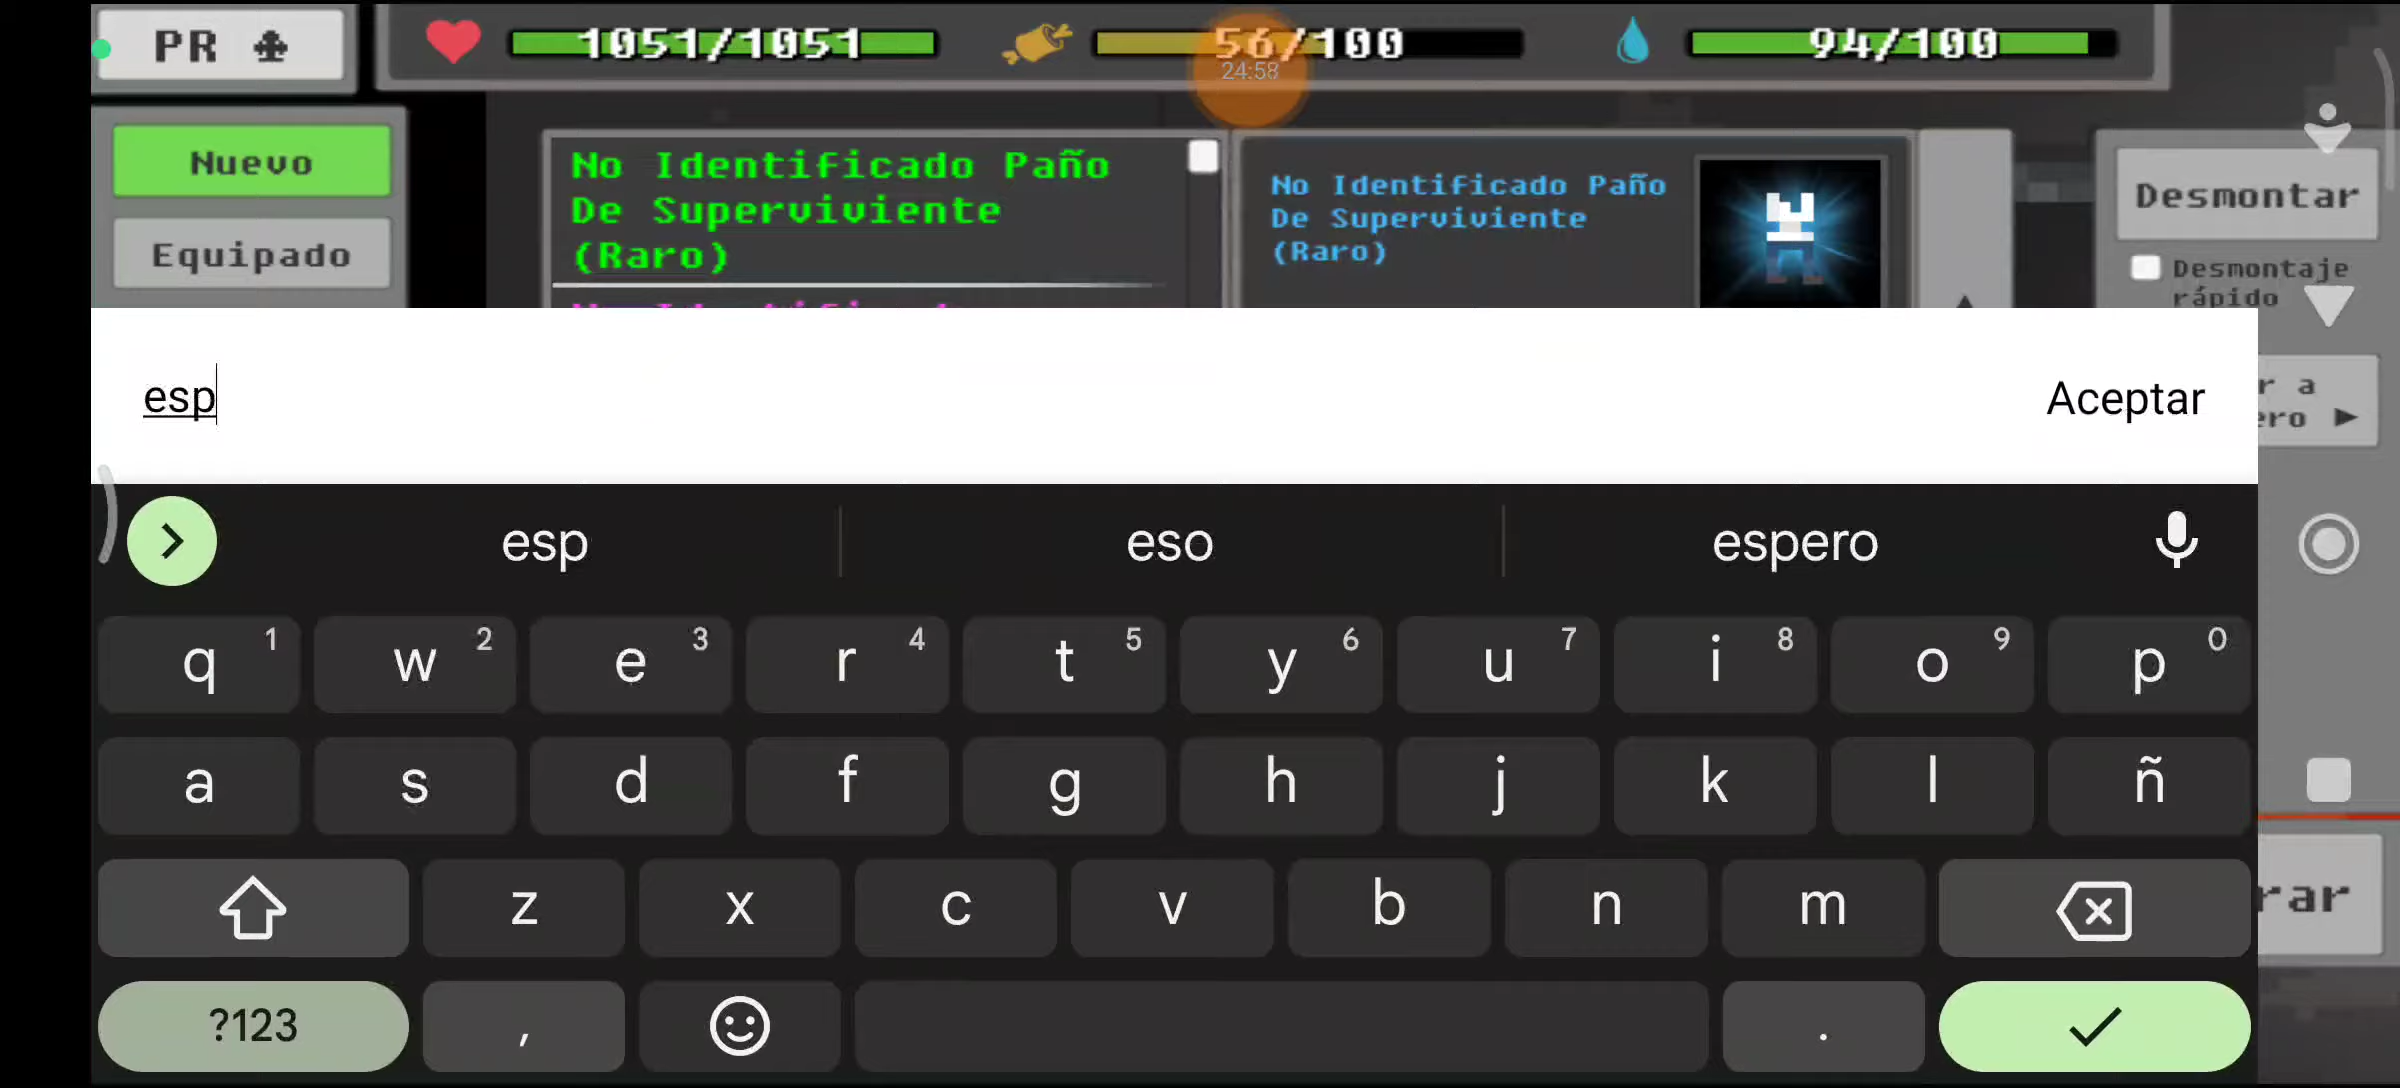 PR
1051/1051
56/100
24:58
94/100
Nuevo
Equipado
No Identificado Paño
De Superviviente
(Raro)
No Identificado Paño
De Superviviente
(Raro)
Desmontar
Desmontaje
rápido
r a
ero
esp
Aceptar
esp eso espero
q 1 w 2 e 3 r 4 t 5 y 6 u 7 i 8 o 9 p 0
a s d f g h j k l ñ
z x c v b n m
rar
?123 , .